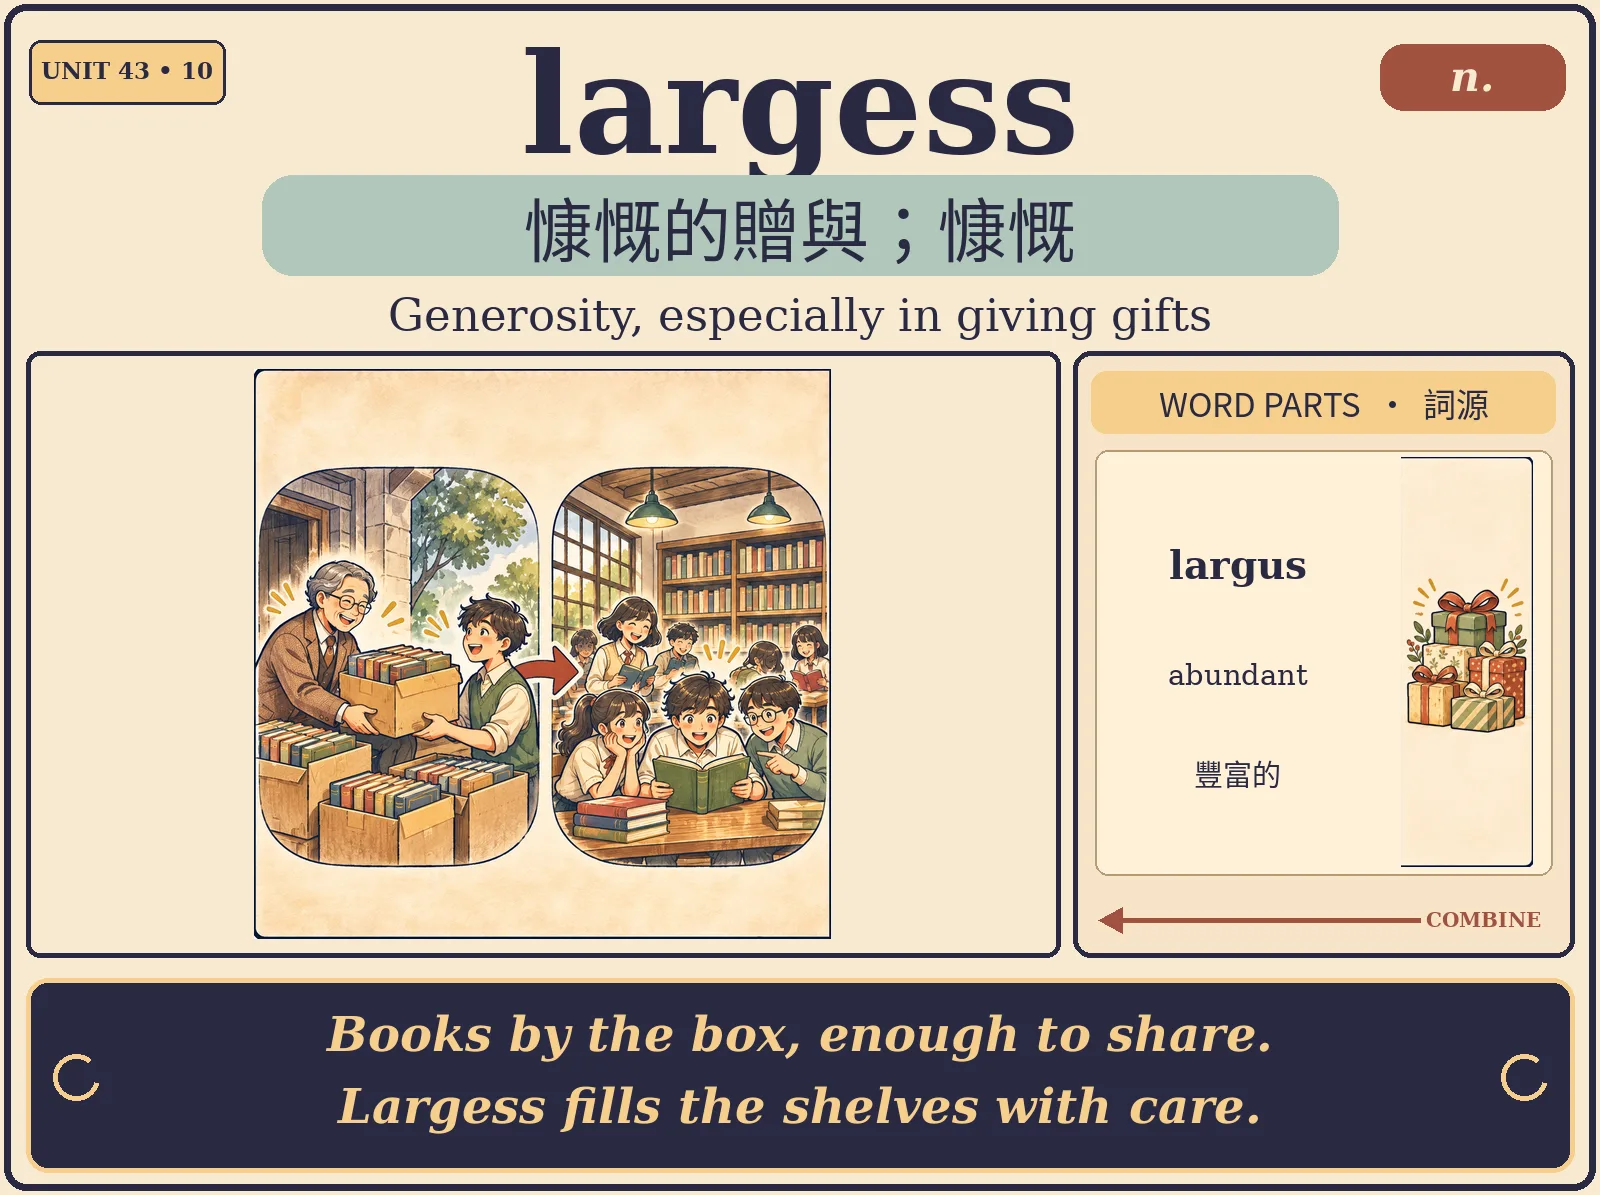 UNIT 43 • 10
largess
n.
慷慨的贈與；慷慨
Generosity, especially in giving gifts
WORD PARTS • 詞源
largus
abundant
豐富的
COMBINE
Books by the box, enough to share.
Largess fills the shelves with care.